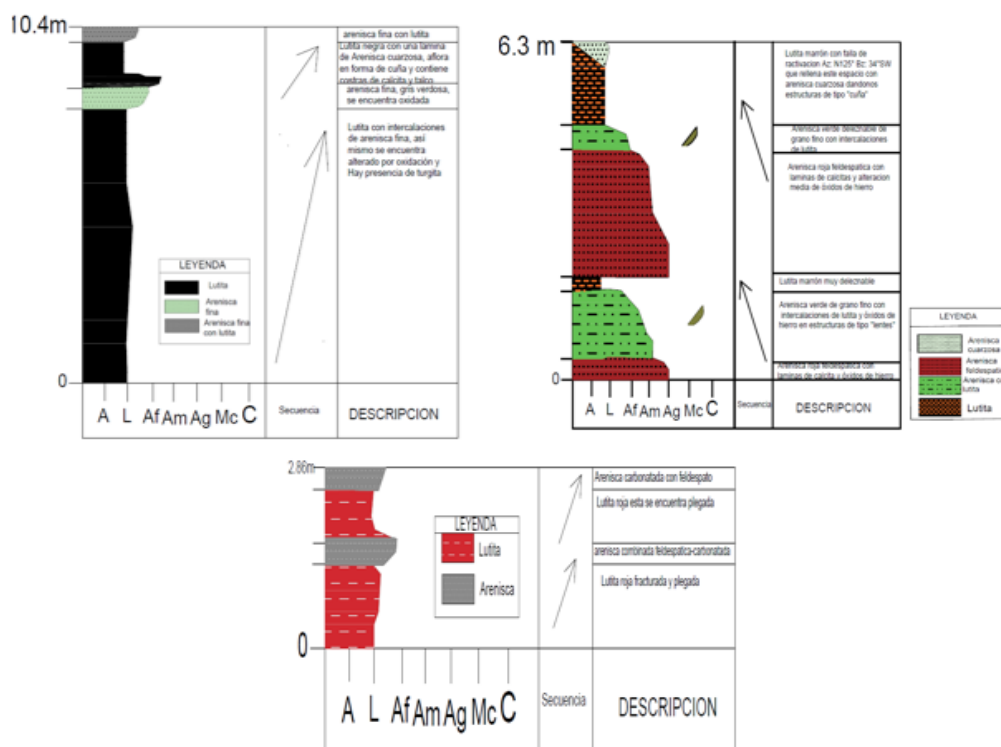 10.4m
arenisca fina con lutita
Lutita negra con una lamina
de Arenisca cuarzosa, aflora
en forma de cuña y contiene
costras de calcita y talco
arenisca fina, gris verdosa,
se encuentra oxidada
Lutita con intercalaciones
de arenisca fina, así
mismo se encuentra
alterado por oxidación y
Hay presencia de turgita
LEYENDA
Lutita
Arenisca
fina
Arenisca fina
con lutita
0
A L Af Am Ag Mc C
Secuencia
DESCRIPCION
6.3 m
Lutita marrón con falla de
ractivacion Az: N125° Bz: 34°SW
que rellena este espacio con
arenisca cuarzosa dandonos
estructuras de tipo "cuña"
Arenisca verde deleznable de
grano fino con intercalaciones
de lutita
Arenisca roja feldespatica con
laminas de calcitas y alteracion
media de óxidos de hierro
Lutita marrón muy deleznable
Arenisca verde de grano fino con
intercalaciones de lutita y óxidos de
hierro en estructuras de tipo "lentes"
Arenisca roja feldespatica con
laminas de calcita y óxidos de hierro
0
A L Af Am Ag Mc C
Secuencia
DESCRIPCION
LEYENDA
Arenisca
cuarzosa
Arenisca
feldespatica
Arenisca c
lutita
Lutita
2.86m
Arenisca carbonatada con feldespato
Lutita roja esta se encuentra plegada
arenisca combinada feldespatica-carbonatada
Lutita roja fracturada y plegada
LEYENDA
Lutita
Arenisca
0
A L Af Am Ag Mc C
Secuencia
DESCRIPCION